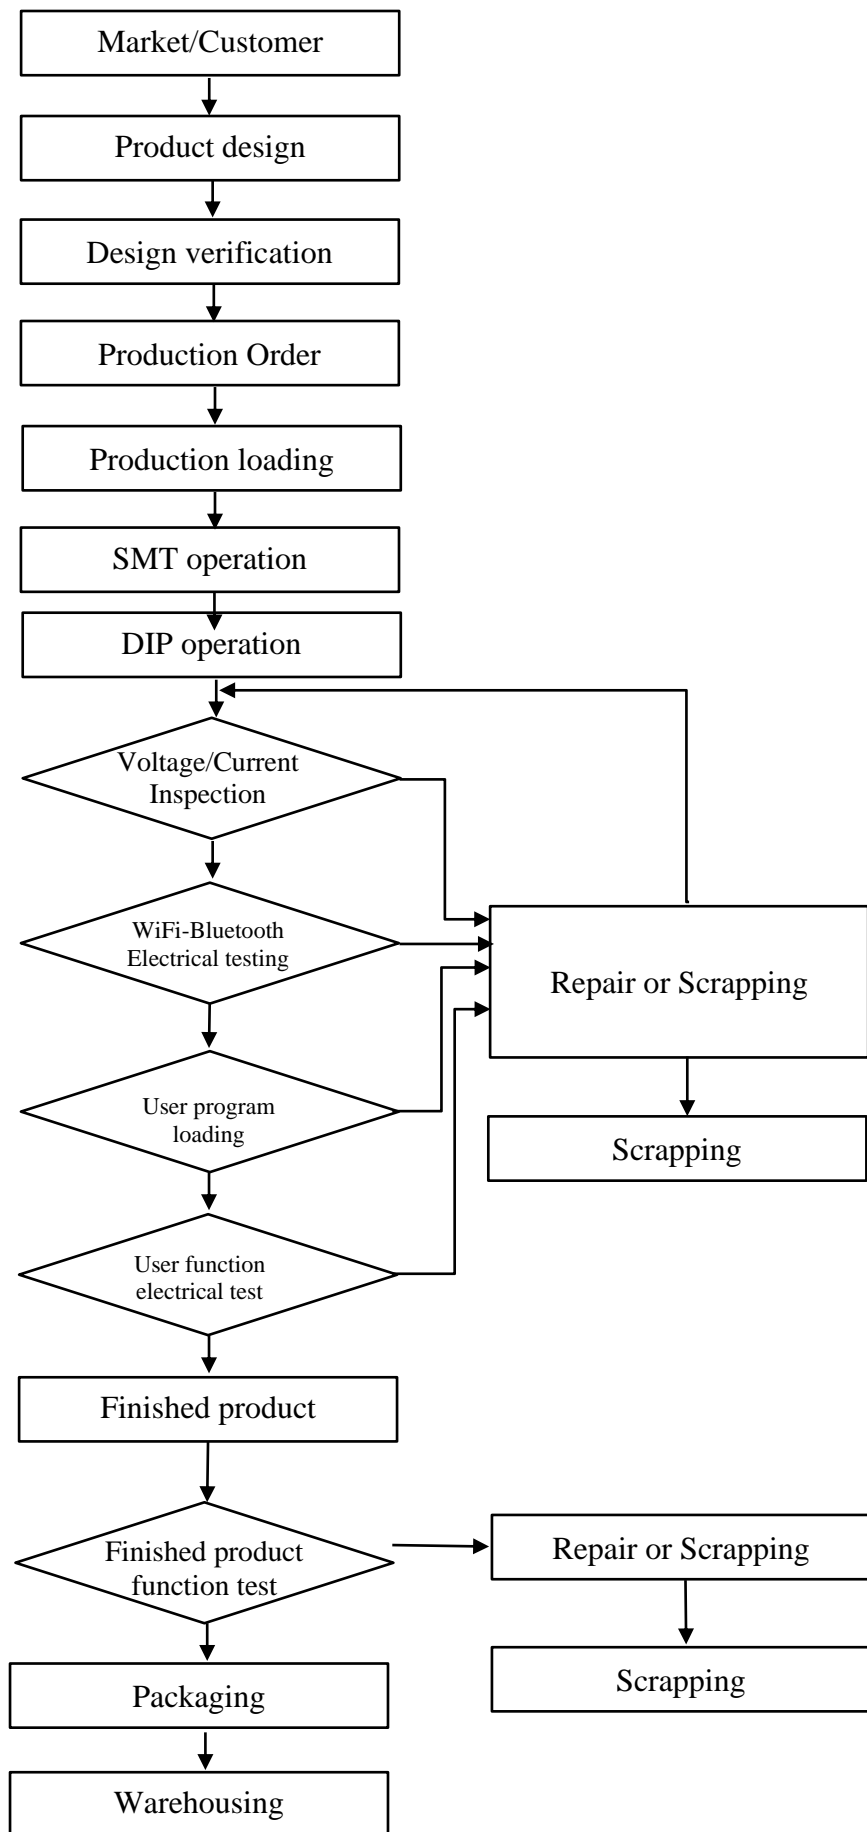 Market/Customer
Product design
Design verification
Production Order
Production loading
SMT operation
DIP operation
Voltage/Current
Inspection
WiFi-Bluetooth
Electrical testing
Repair or Scrapping
User program
loading
Scrapping
User function
electrical test
Finished product
Finished product
function test
Repair or Scrapping
Scrapping
Packaging
Warehousing